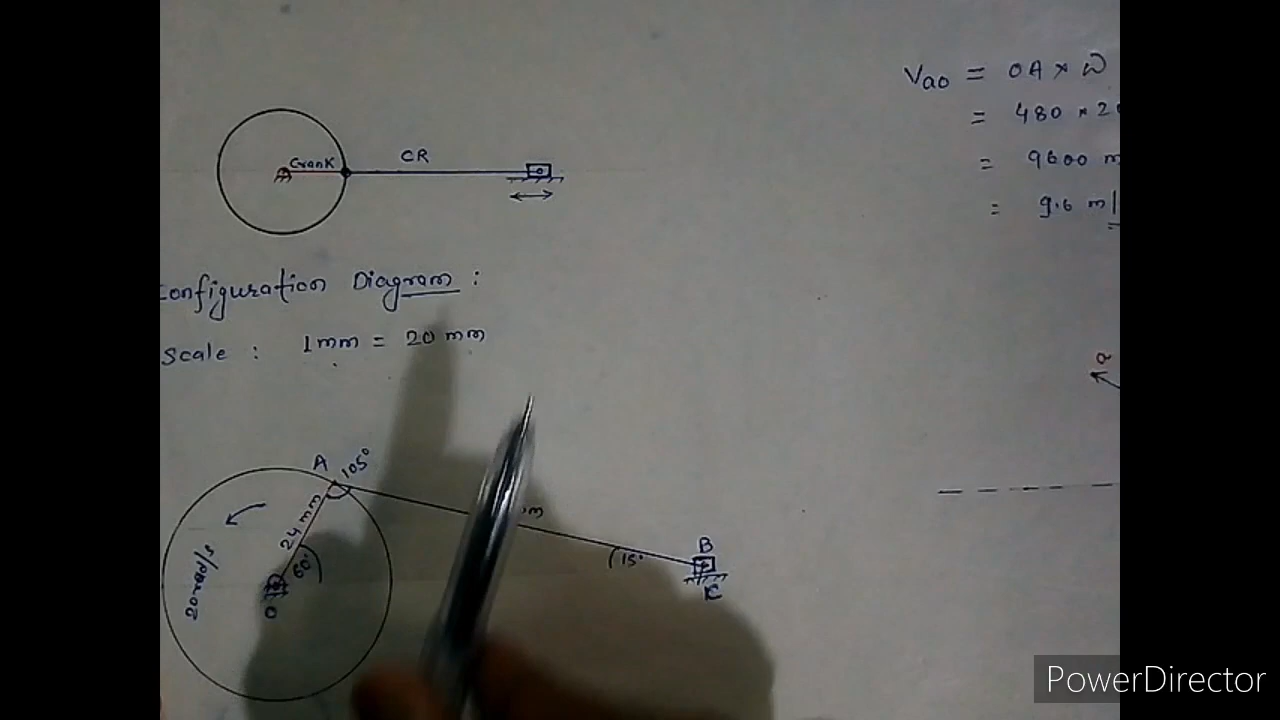 Crank CR
Configuration Diagram :
Scale : 1mm = 20 mm
A 105°
24 mm
60°
20 rad/s
O
15°
B
Vao = OA × ω
= 480 × 20
= 9600 m
= 9.6 m/
a
PowerDirector